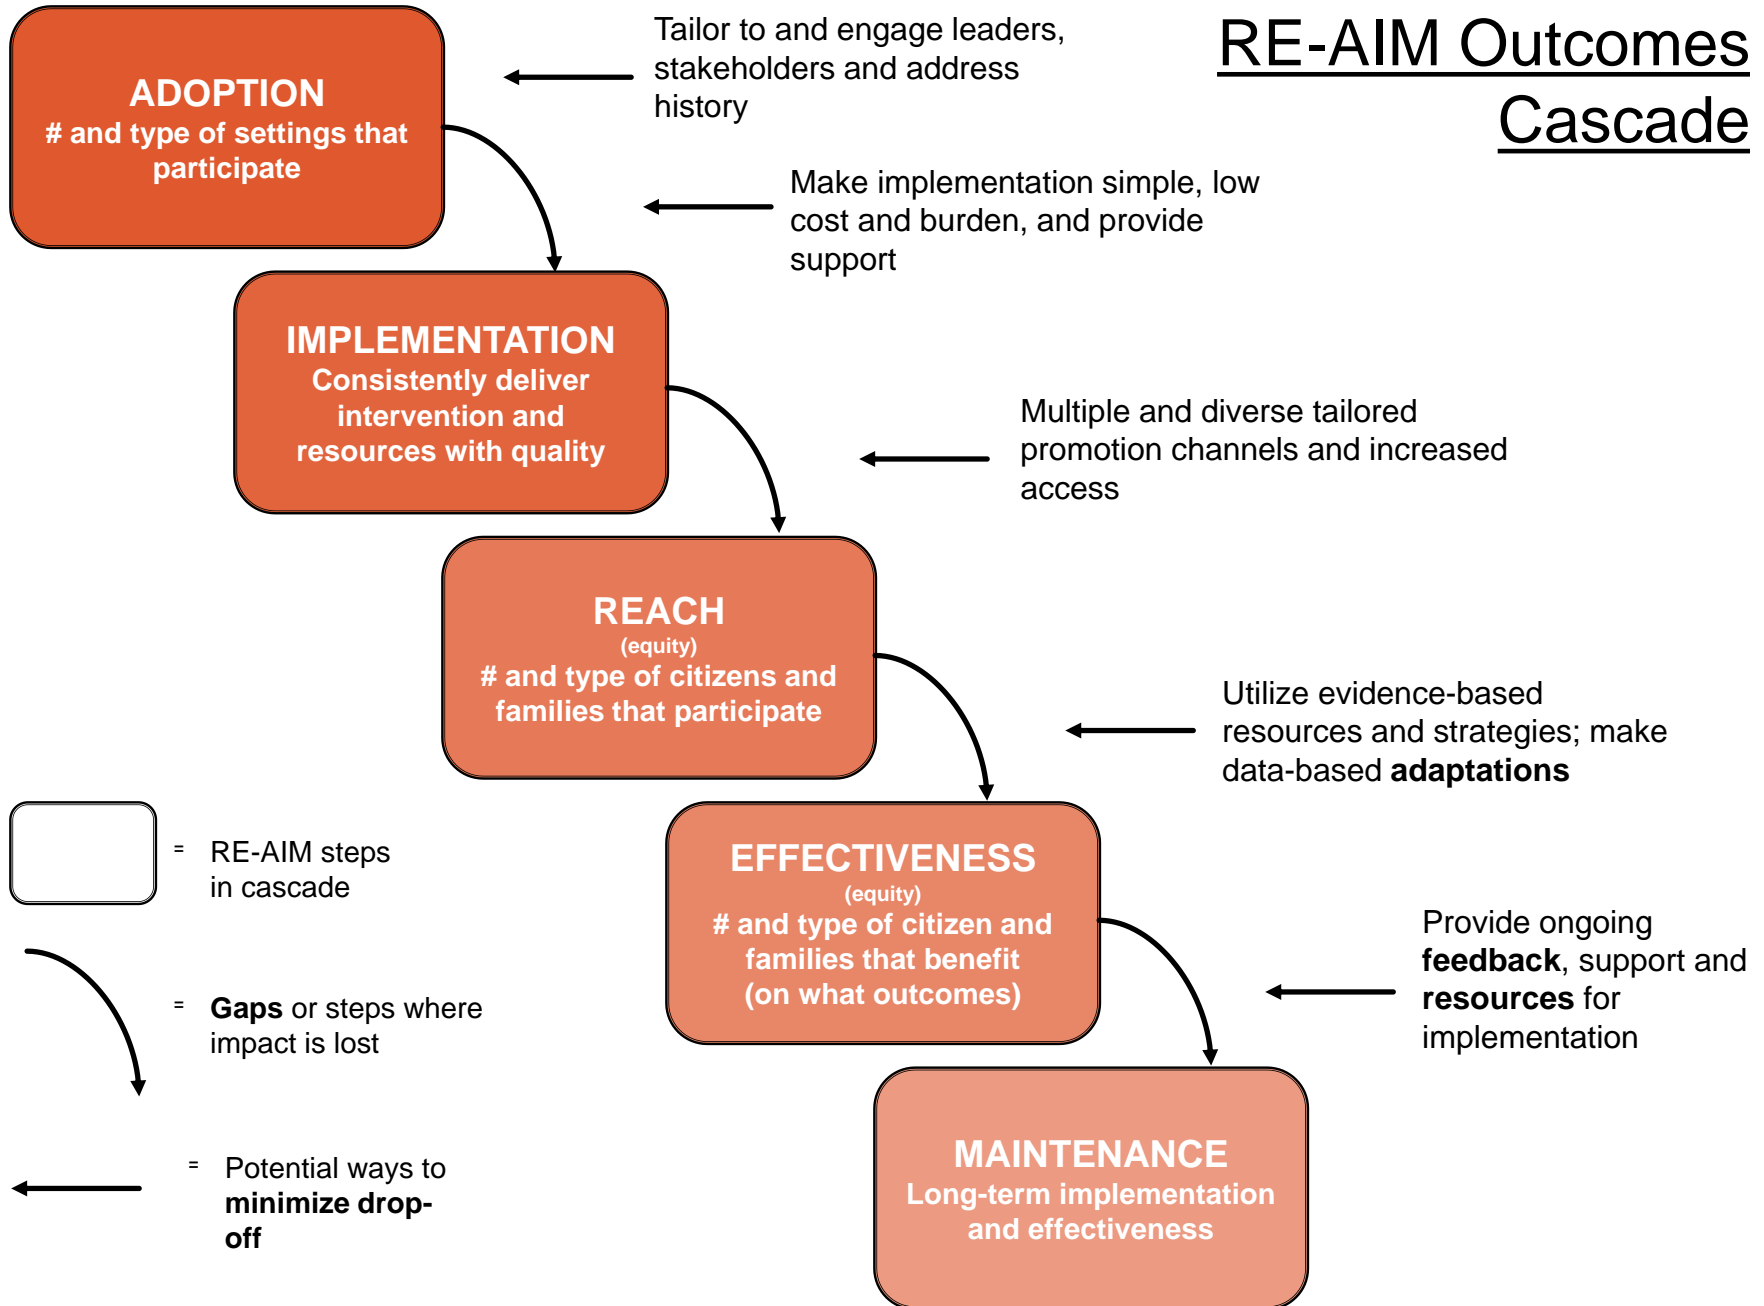 RE-AIM Outcomes
Cascade
ADOPTION
# and type of settings that
participate
Tailor to and engage leaders,
stakeholders and address
history
Make implementation simple, low
cost and burden, and provide
support
IMPLEMENTATION
Consistently deliver
intervention and
resources with quality
Multiple and diverse tailored
promotion channels and increased
access
REACH
(equity)
# and type of citizens and
families that participate
Utilize evidence-based
resources and strategies; make
data-based adaptations
EFFECTIVENESS
(equity)
# and type of citizen and
families that benefit
(on what outcomes)
Provide ongoing
feedback, support and
resources for
implementation
MAINTENANCE
Long-term implementation
and effectiveness
= RE-AIM steps
in cascade
= Gaps or steps where
impact is lost
= Potential ways to
minimize drop-
off